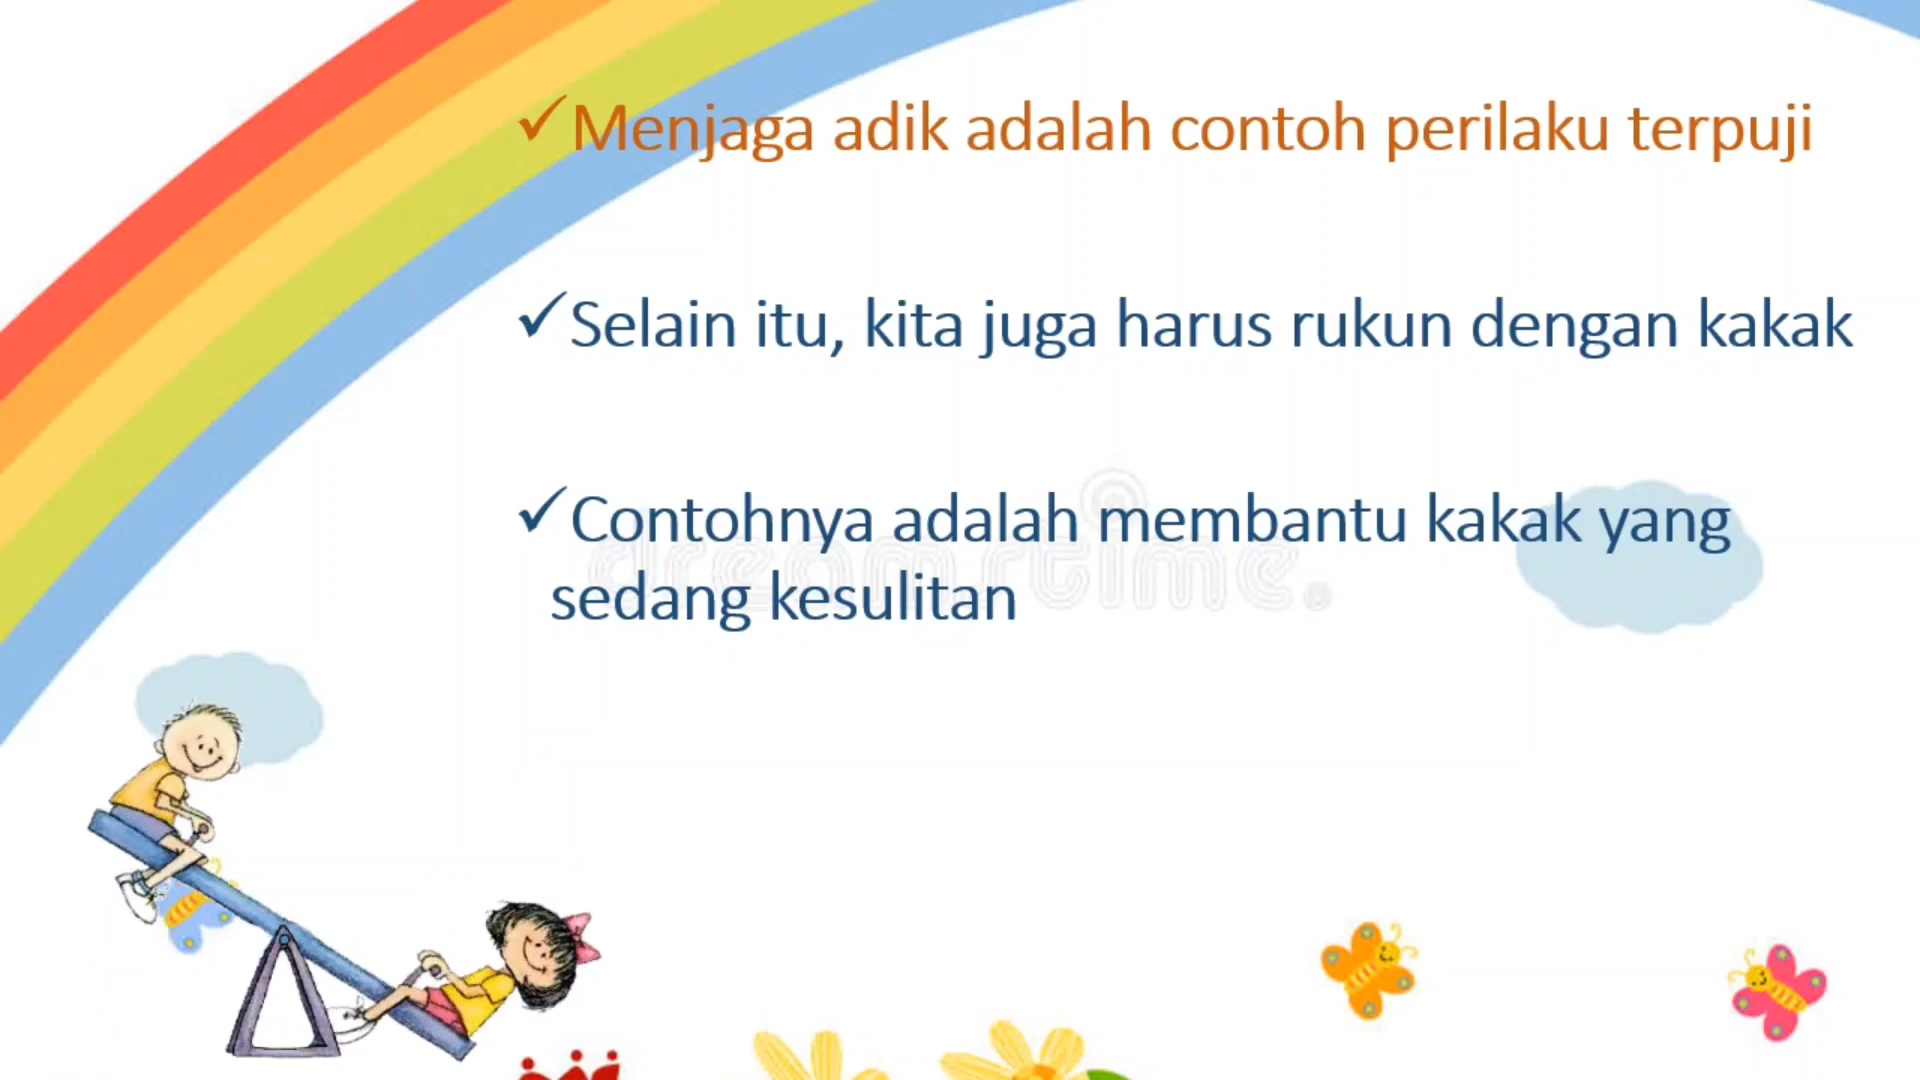 ✓Menjaga adik adalah contoh perilaku terpuji
✓Selain itu, kita juga harus rukun dengan kakak
✓Contohnya adalah membantu kakak yang
sedang kesulitan
dreamstime.